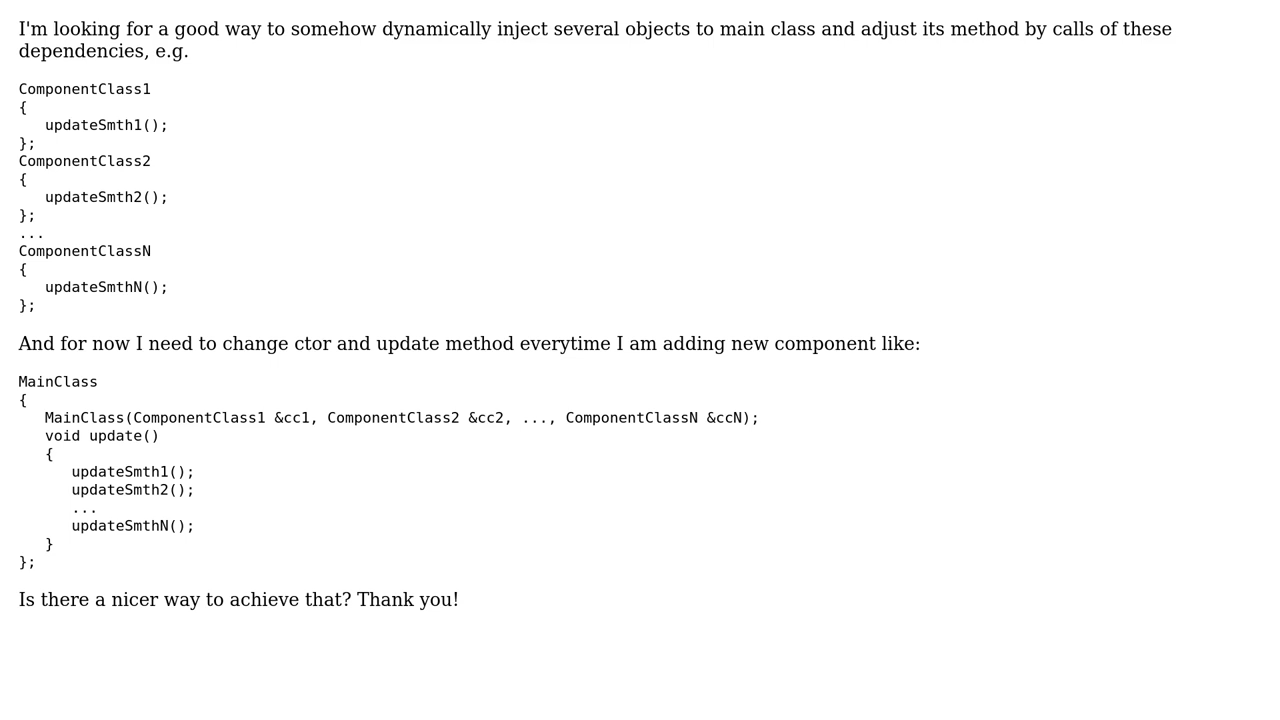 I'm looking for a good way to somehow dynamically inject several objects to main class and adjust its method by calls of these
dependencies, e.g.
ComponentClass1
{
   updateSmth1();
};
ComponentClass2
{
   updateSmth2();
};
...
ComponentClassN
{
   updateSmthN();
};
And for now I need to change ctor and update method everytime I am adding new component like:
MainClass
{
   MainClass(ComponentClass1 &cc1, ComponentClass2 &cc2, ..., ComponentClassN &ccN);
   void update()
   {
      updateSmth1();
      updateSmth2();
      ...
      updateSmthN();
   }
};
Is there a nicer way to achieve that? Thank you!